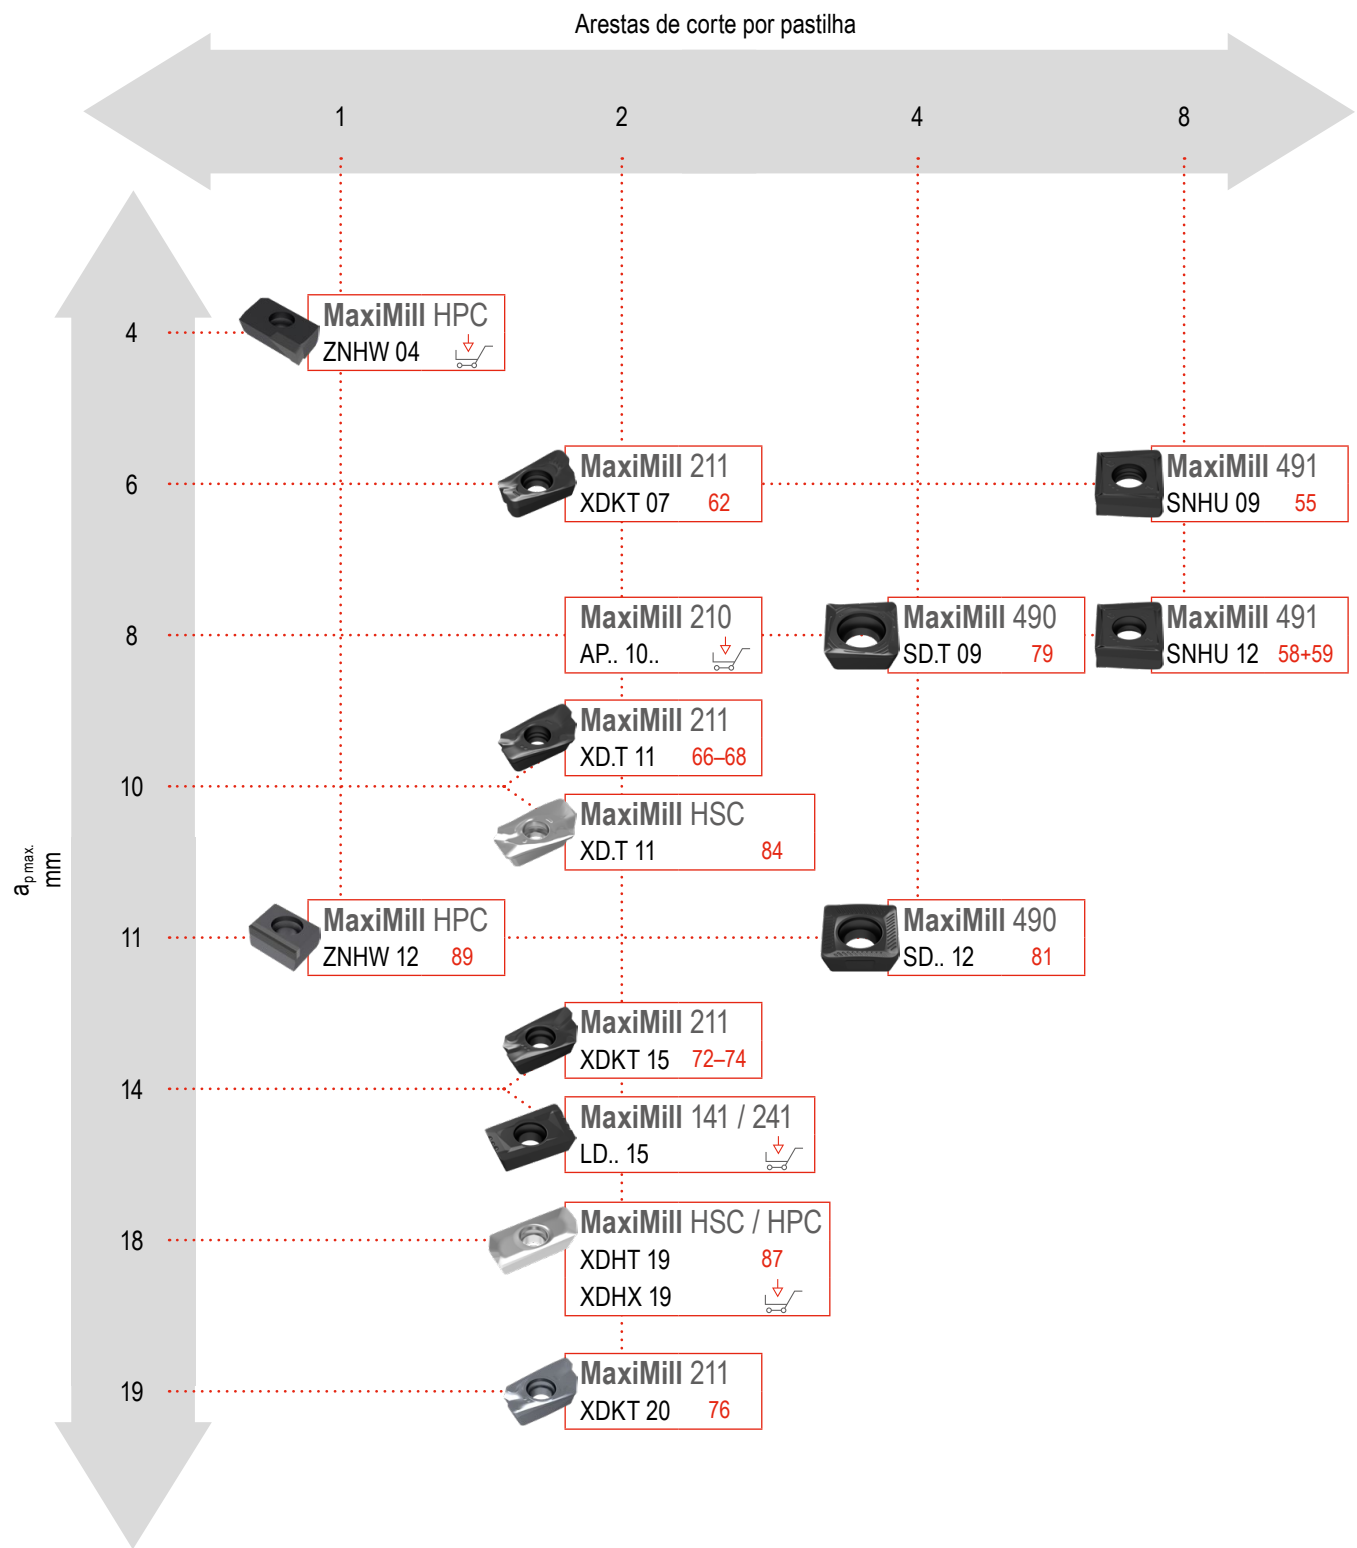 Arestas de corte por pastilha
1 2 4 8
4
MaxiMill HPC
ZNHW 04
6
MaxiMill 211
XDKT 07 62
MaxiMill 491
SNHU 09 55
8
MaxiMill 210
AP.. 10..
MaxiMill 490
SD.T 09 79
MaxiMill 491
SNHU 12 58+59
10
MaxiMill 211
XD.T 11 66–68
MaxiMill HSC
XD.T 11 84
ap max.
mm
11
MaxiMill HPC
ZNHW 12 89
MaxiMill 490
SD.. 12 81
14
MaxiMill 211
XDKT 15 72–74
MaxiMill 141 / 241
LD.. 15
18
MaxiMill HSC / HPC
XDHT 19 87
XDHX 19
19
MaxiMill 211
XDKT 20 76